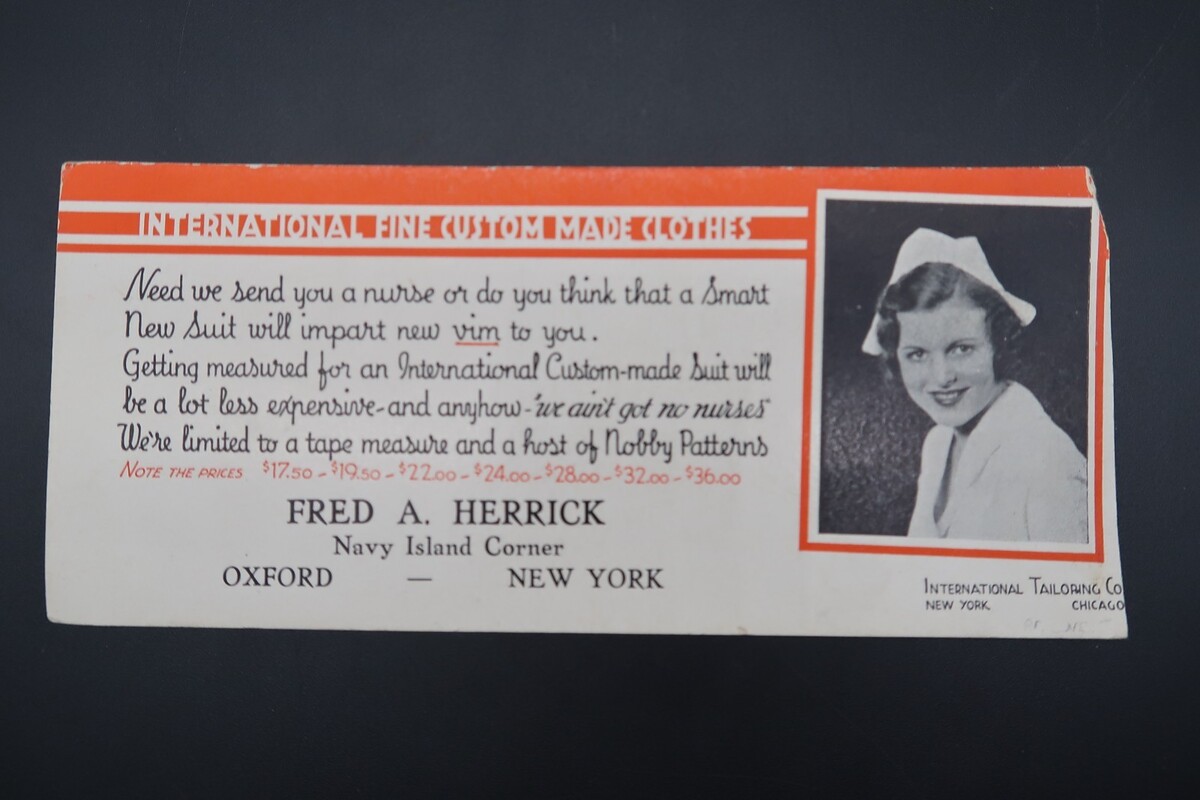 INTERNATIONAL FINE CUSTOM MADE CLOTHES
Need we send you a nurse or do you think that a Smart
New Suit will impart new vim to you.
Getting measured for an International Custom-made Suit will
be a lot less expensive-and anyhow-"we ain't got no nurses"
We're limited to a tape measure and a host of Nobby Patterns
NOTE THE PRICES $17.50 - $19.50 - $22.00 - $24.00 - $28.00 - $32.00 - $36.00
FRED A. HERRICK
Navy Island Corner
OXFORD — NEW YORK
INTERNATIONAL TAILORING CO
NEW YORK CHICAGO